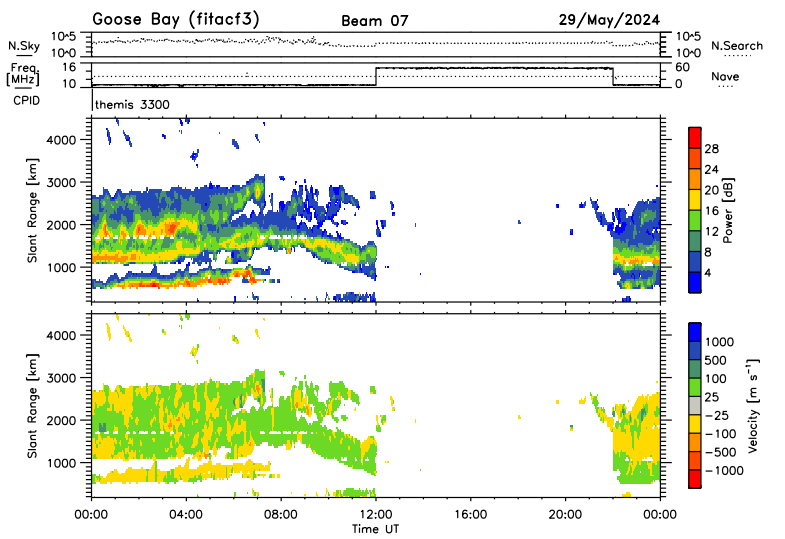 Goose Bay (fitacf3) Beam 07 29/May/2024
N.Sky 10^5 10^0 10^5 10^0 N.Search
Freq. [MHz] 16 10 60 0 Nave
CPID themis 3300
Slant Range [km] 4000 3000 2000 1000
Power [dB] 28 24 20 16 12 8 4
Slant Range [km] 4000 3000 2000 1000
Velocity [m s⁻¹] 1000 500 100 25 −25 −100 −500 −1000
00:00 04:00 08:00 12:00 16:00 20:00 00:00
Time UT